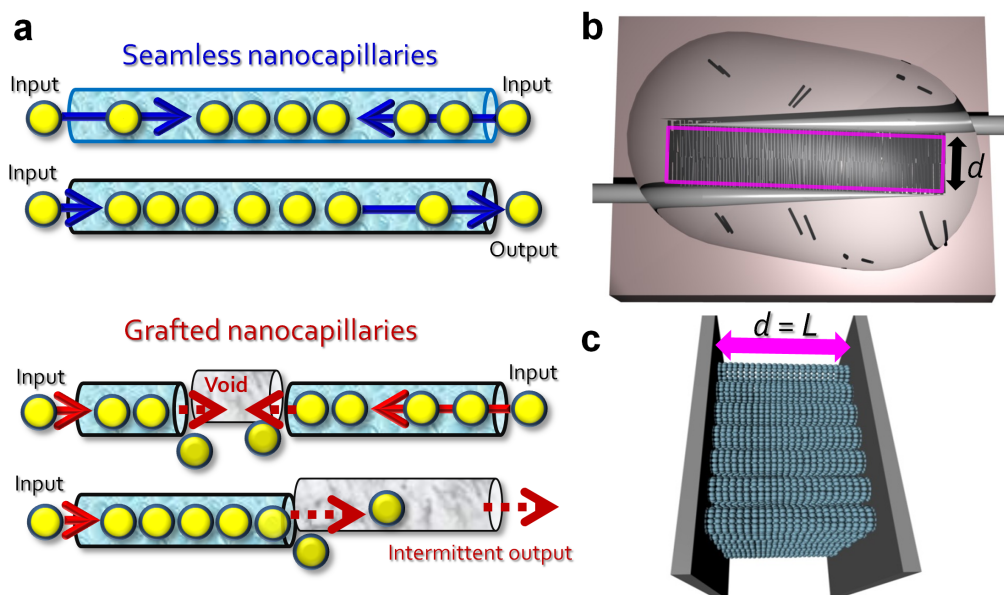 a
Seamless nanocapillaries
Input
Input
Input
Output
Grafted nanocapillaries
Input
Void
Input
Input
Intermittent output
b
d
c
d = L